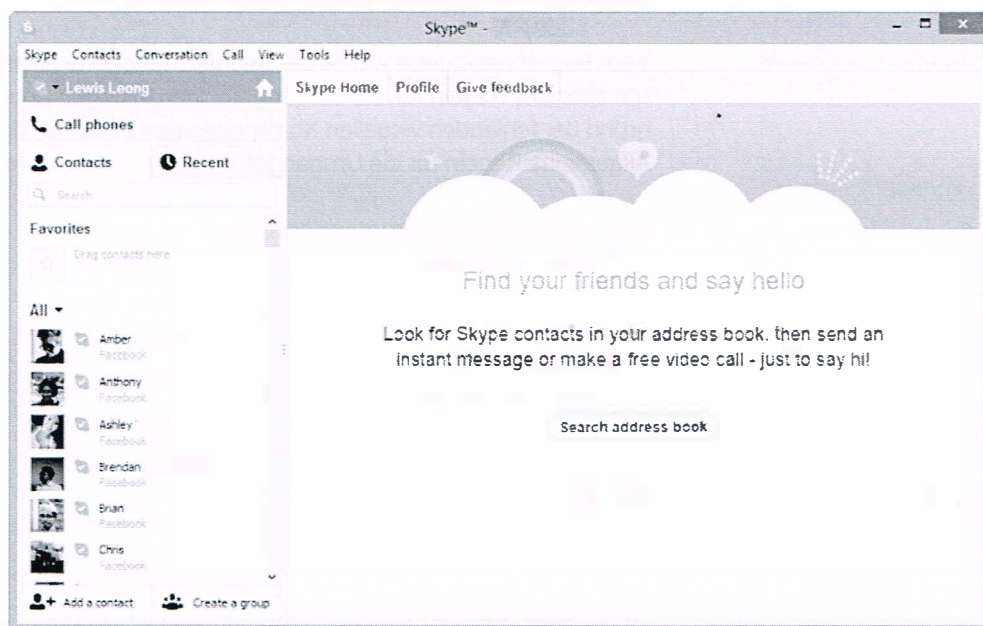 Skype™ -
Skype Contacts Conversation Call View Tools Help
Lewis Leong
Skype Home Profile Give feedback
Call phones
Contacts Recent
Search
Favorites
Drag contacts here
All
Amber
Facebook
Anthony
Facebook
Ashley
Facebook
Brendan
Facebook
Brian
Facebook
Chris
Facebook
Add a contact Create a group
Find your friends and say hello
Look for Skype contacts in your address book, then send an
instant message or make a free video call - just to say hi!
Search address book